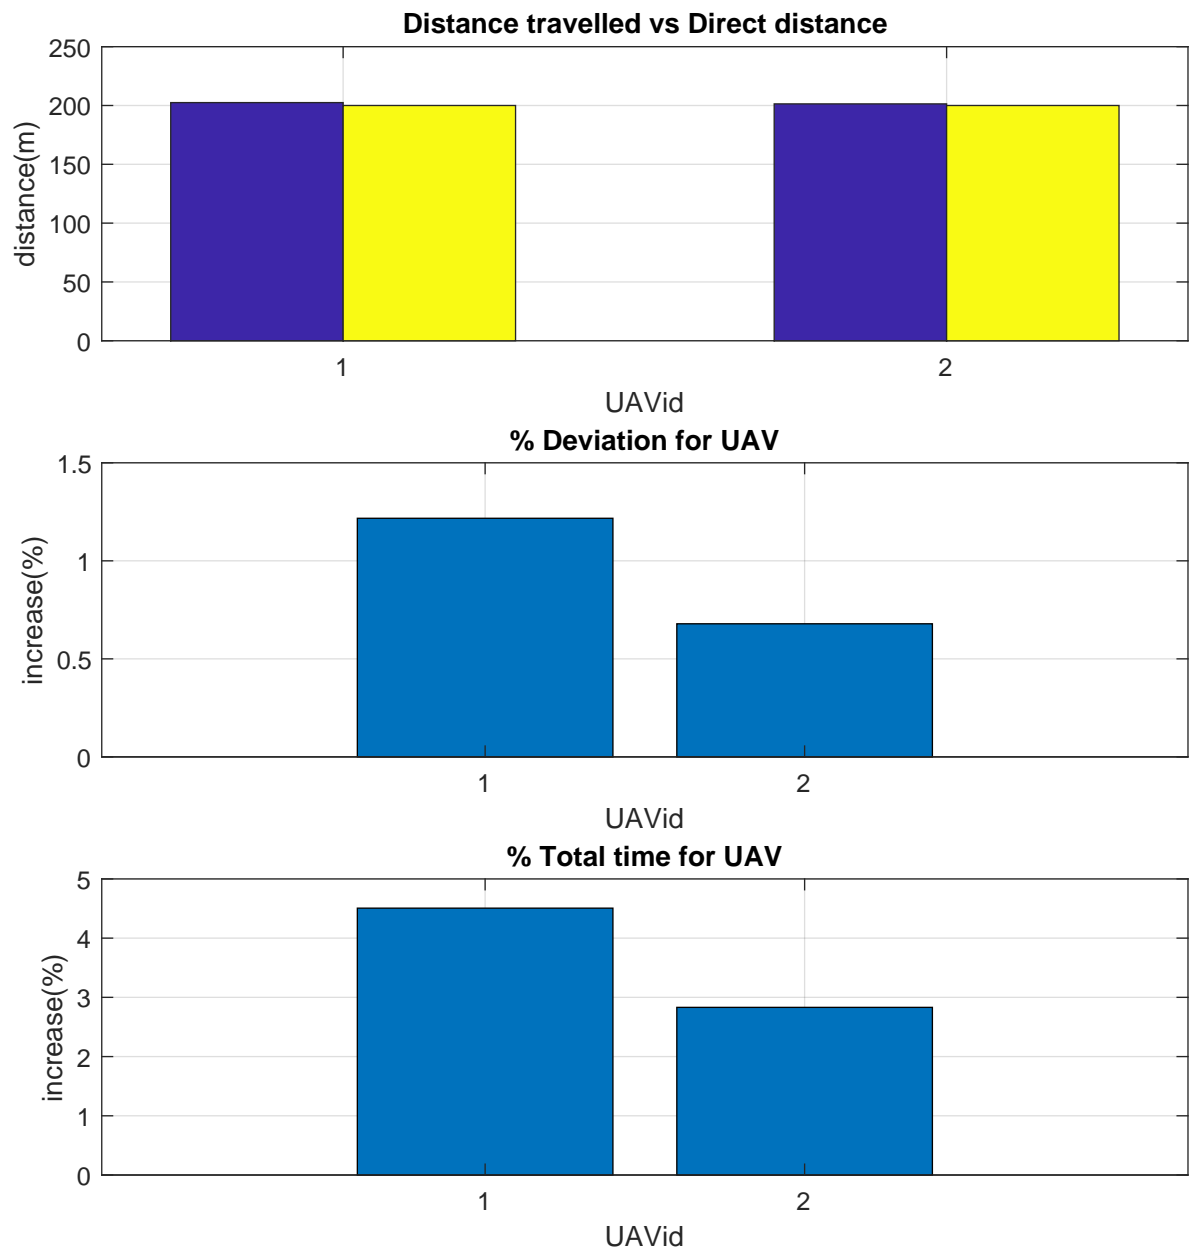 Distance travelled vs Direct distance
250
200
150
100
50
0
distance(m)
1 2
UAVid
% Deviation for UAV
1.5
1
0.5
0
increase(%)
1 2
UAVid
% Total time for UAV
5
4
3
2
1
0
increase(%)
1 2
UAVid